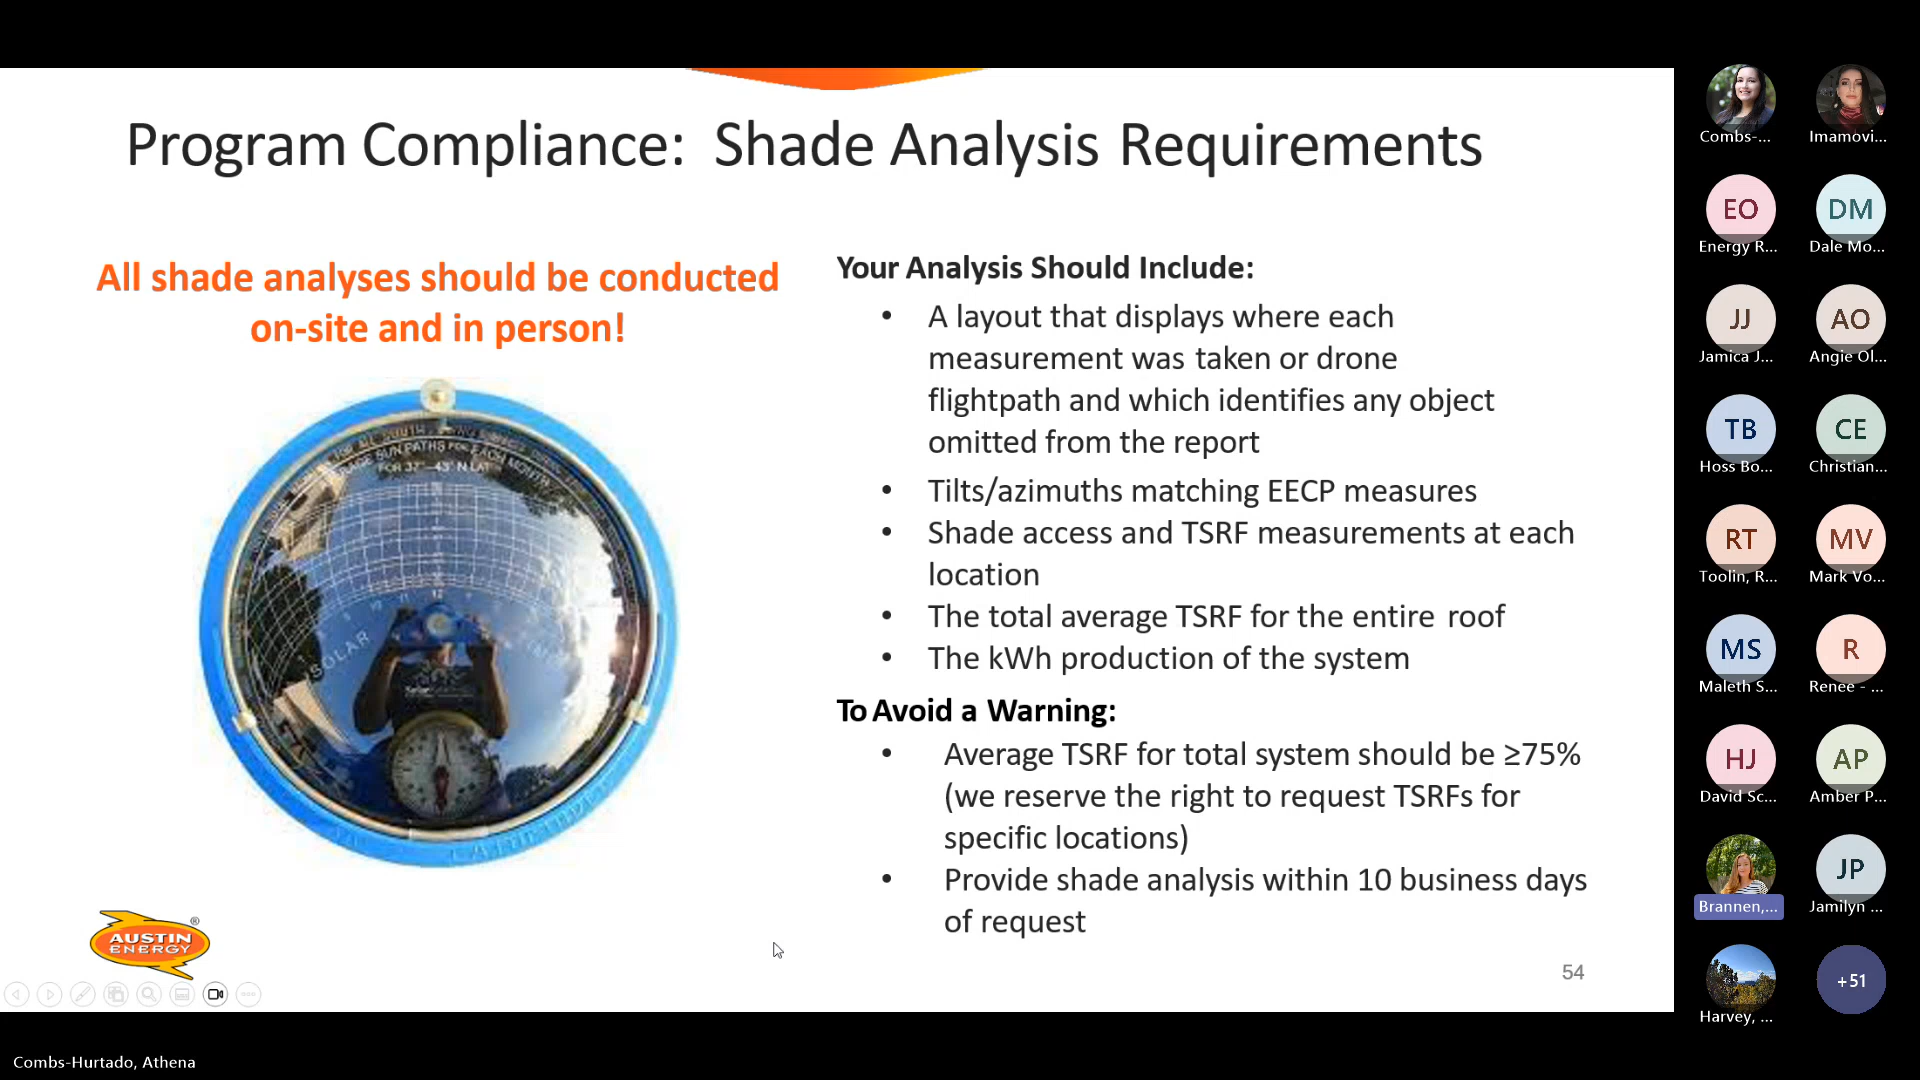 Program Compliance: Shade Analysis Requirements
All shade analyses should be conducted
on-site and in person!
FOR 37°-43° N LAT
SOLAR
Your Analysis Should Include:
• A layout that displays where each
measurement was taken or drone
flightpath and which identifies any object
omitted from the report
• Tilts/azimuths matching EECP measures
• Shade access and TSRF measurements at each
location
• The total average TSRF for the entire roof
• The kWh production of the system
To Avoid a Warning:
• Average TSRF for total system should be ≥75%
(we reserve the right to request TSRFs for
specific locations)
• Provide shade analysis within 10 business days
of request
AUSTIN
ENERGY
®
54
Combs-...
Imamovi...
EO
Energy R...
DM
Dale Mo...
JJ
Jamica J...
AO
Angie Ol...
TB
Hoss Bo...
CE
Christian...
RT
Toolin, R...
MV
Mark Vo...
MS
Maleth S...
R
Renee - ...
HJ
David Sc...
AP
Amber P...
Brannen,...
JP
Jamilyn ...
Harvey, ...
+51
Combs-Hurtado, Athena